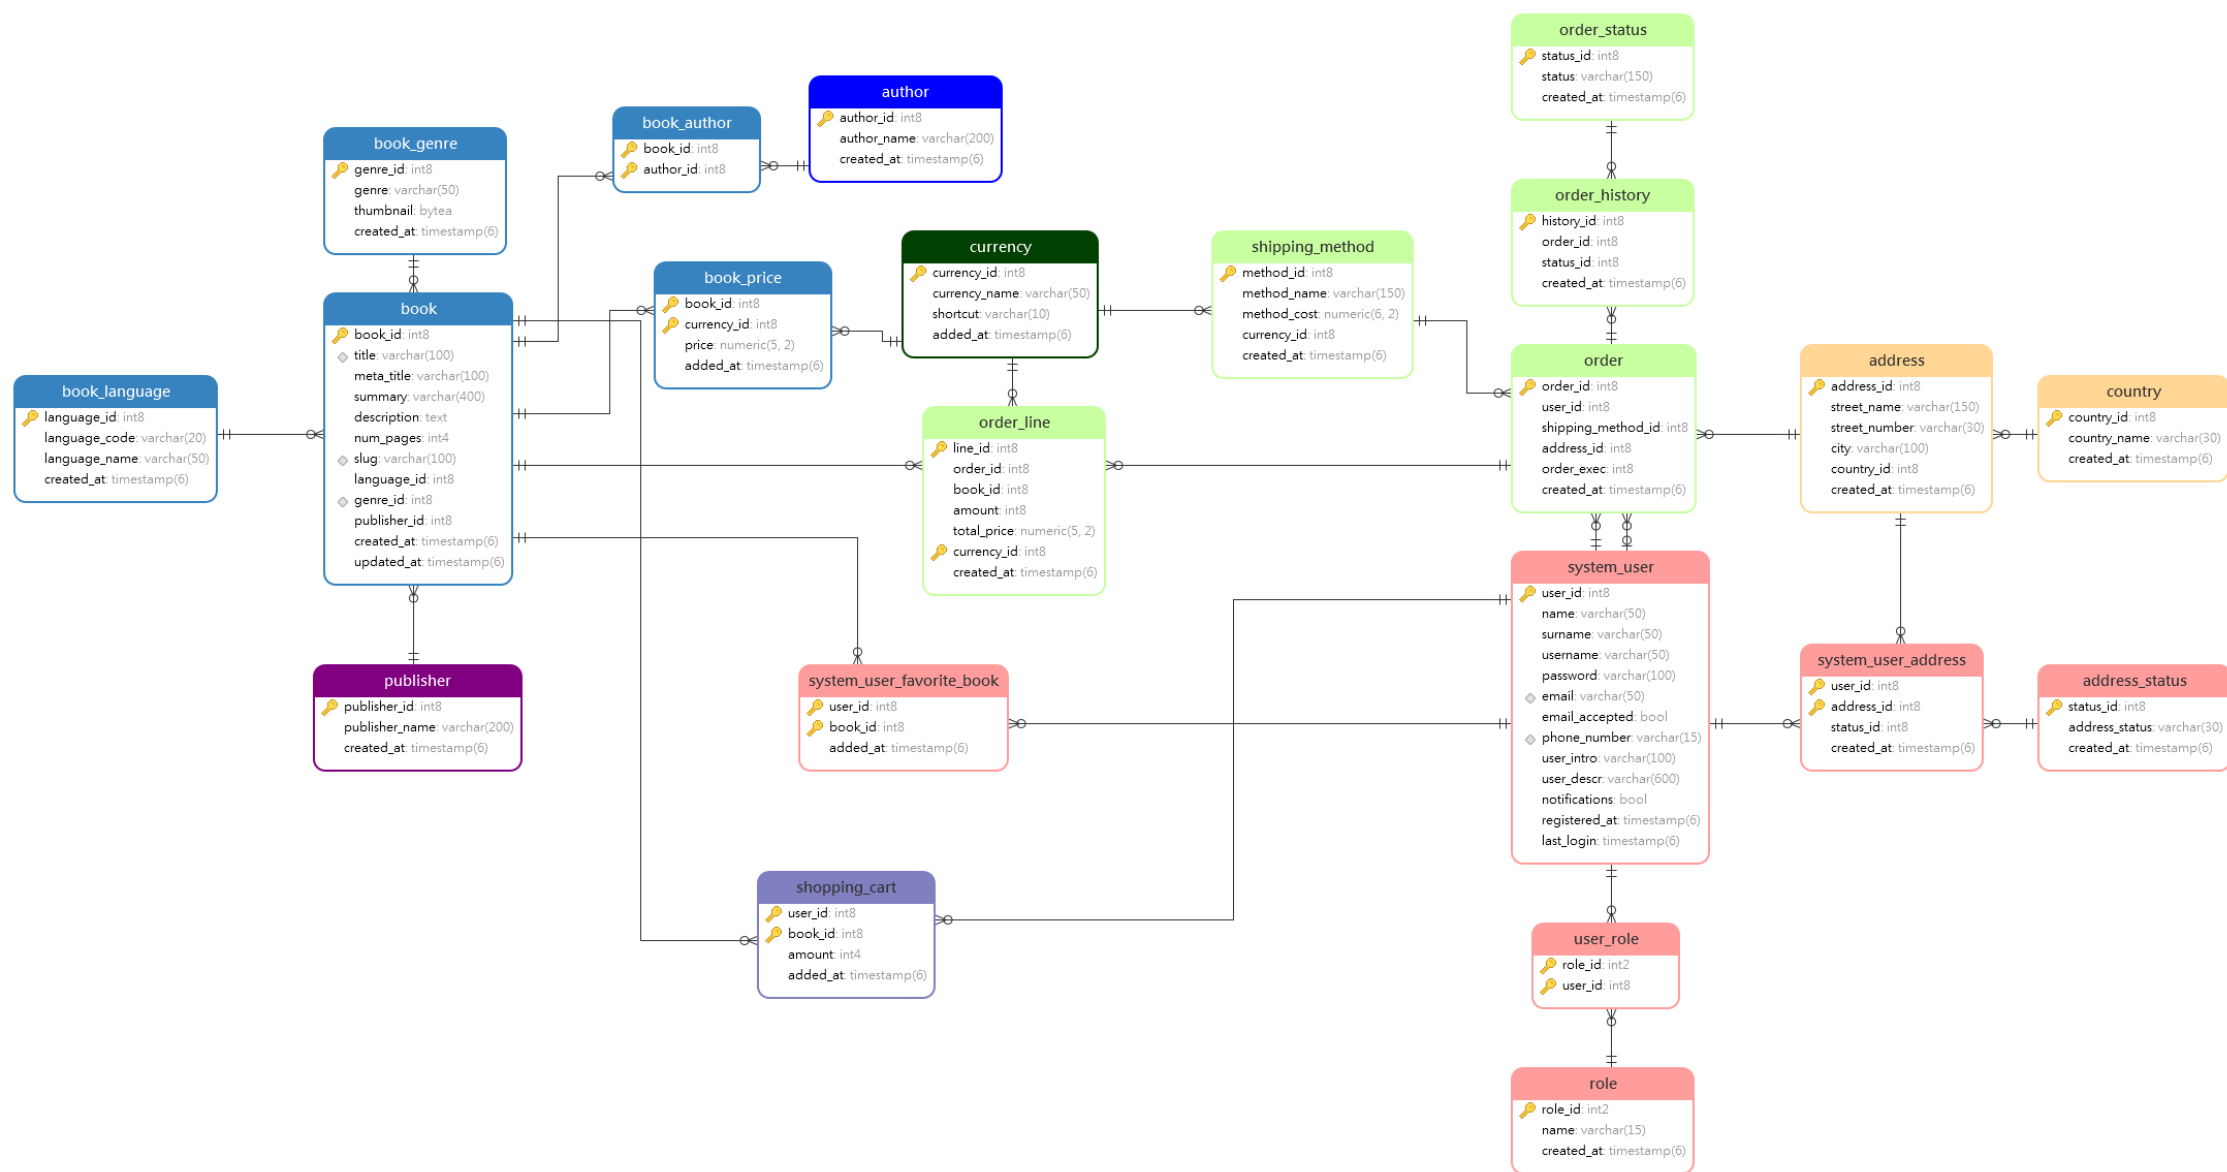 order_status
status_id: int8
status: varchar(150)
created_at: timestamp(6)
author
author_id: int8
author_name: varchar(200)
created_at: timestamp(6)
book_author
book_id: int8
author_id: int8
book_genre
genre_id: int8
genre: varchar(50)
thumbnail: bytea
created_at: timestamp(6)
order_history
history_id: int8
order_id: int8
status_id: int8
created_at: timestamp(6)
currency
currency_id: int8
currency_name: varchar(50)
shortcut: varchar(10)
added_at: timestamp(6)
shipping_method
method_id: int8
method_name: varchar(150)
method_cost: numeric(6, 2)
currency_id: int8
created_at: timestamp(6)
book_price
book_id: int8
currency_id: int8
price: numeric(5, 2)
added_at: timestamp(6)
book
book_id: int8
title: varchar(100)
meta_title: varchar(100)
summary: varchar(400)
description: text
num_pages: int4
slug: varchar(100)
language_id: int8
genre_id: int8
publisher_id: int8
created_at: timestamp(6)
updated_at: timestamp(6)
order
order_id: int8
user_id: int8
shipping_method_id: int8
address_id: int8
order_exec: int8
created_at: timestamp(6)
address
address_id: int8
street_name: varchar(150)
street_number: varchar(30)
city: varchar(100)
country_id: int8
created_at: timestamp(6)
country
country_id: int8
country_name: varchar(30)
created_at: timestamp(6)
book_language
language_id: int8
language_code: varchar(20)
language_name: varchar(50)
created_at: timestamp(6)
order_line
line_id: int8
order_id: int8
book_id: int8
amount: int8
total_price: numeric(5, 2)
currency_id: int8
created_at: timestamp(6)
system_user
user_id: int8
name: varchar(50)
surname: varchar(50)
username: varchar(50)
password: varchar(100)
email: varchar(50)
email_accepted: bool
phone_number: varchar(15)
user_intro: varchar(100)
user_descr: varchar(600)
notifications: bool
registered_at: timestamp(6)
last_login: timestamp(6)
system_user_address
user_id: int8
address_id: int8
status_id: int8
created_at: timestamp(6)
address_status
status_id: int8
address_status: varchar(30)
created_at: timestamp(6)
publisher
publisher_id: int8
publisher_name: varchar(200)
created_at: timestamp(6)
system_user_favorite_book
user_id: int8
book_id: int8
added_at: timestamp(6)
shopping_cart
user_id: int8
book_id: int8
amount: int4
added_at: timestamp(6)
user_role
role_id: int2
user_id: int8
role
role_id: int2
name: varchar(15)
created_at: timestamp(6)